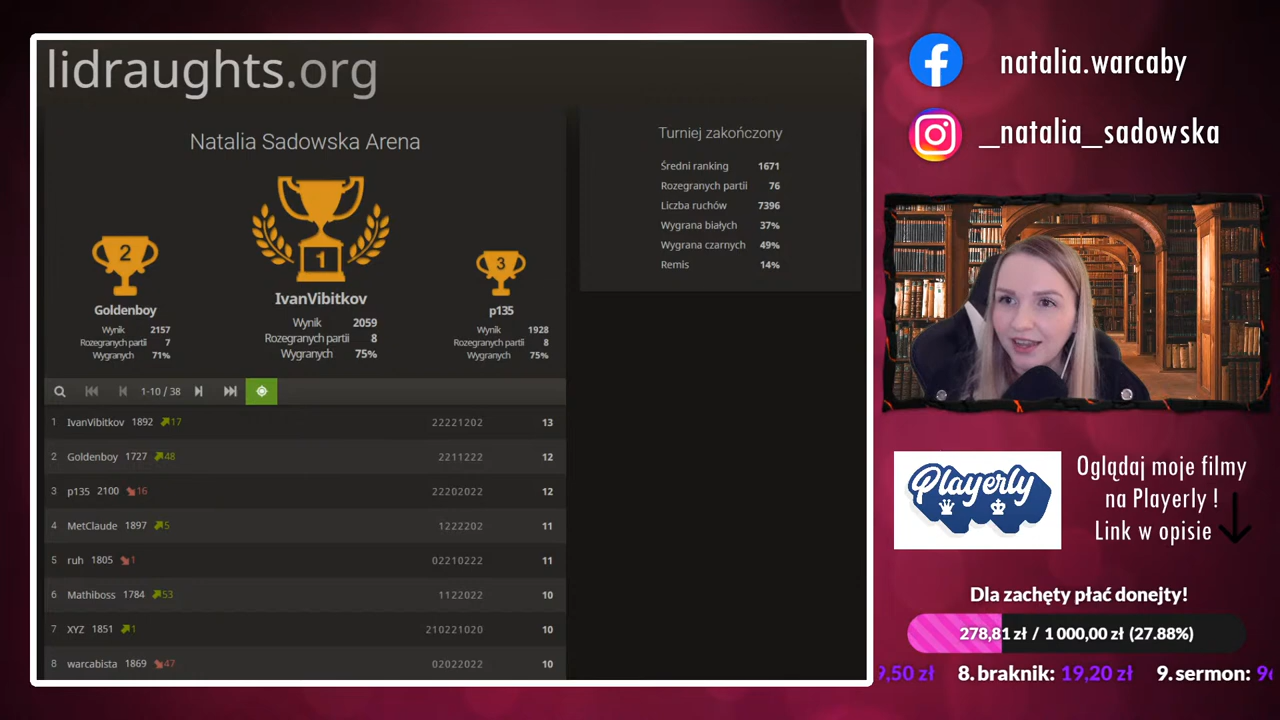 lidraughts.org
Natalia Sadowska Arena
2
Goldenboy
Wynik 2157
Rozegranych partii 7
Wygranych 71%
1
IvanVibitkov
Wynik 2059
Rozegranych partii 8
Wygranych 75%
3
p135
Wynik 1928
Rozegranych partii 8
Wygranych 75%
1-10 / 38
1 IvanVibitkov 1892 17 22221202 13
2 Goldenboy 1727 48 2211222 12
3 p135 2100 16 22202022 12
4 MetClaude 1897 5 1222202 11
5 ruh 1805 1 02210222 11
6 Mathiboss 1784 53 1122022 10
7 XYZ 1851 1 210221020 10
8 warcabista 1869 47 02022022 10
Turniej zakończony
Średni ranking 1671
Rozegranych partii 76
Liczba ruchów 7396
Wygrana białych 37%
Wygrana czarnych 49%
Remis 14%
natalia.warcaby
_natalia_sadowska
Playerly
Oglądaj moje filmy
na Playerly !
Link w opisie
Dla zachęty płać donejty!
278,81 zł / 1 000,00 zł (27.88%)
9,50 zł 8. braknik: 19,20 zł 9. sermon: